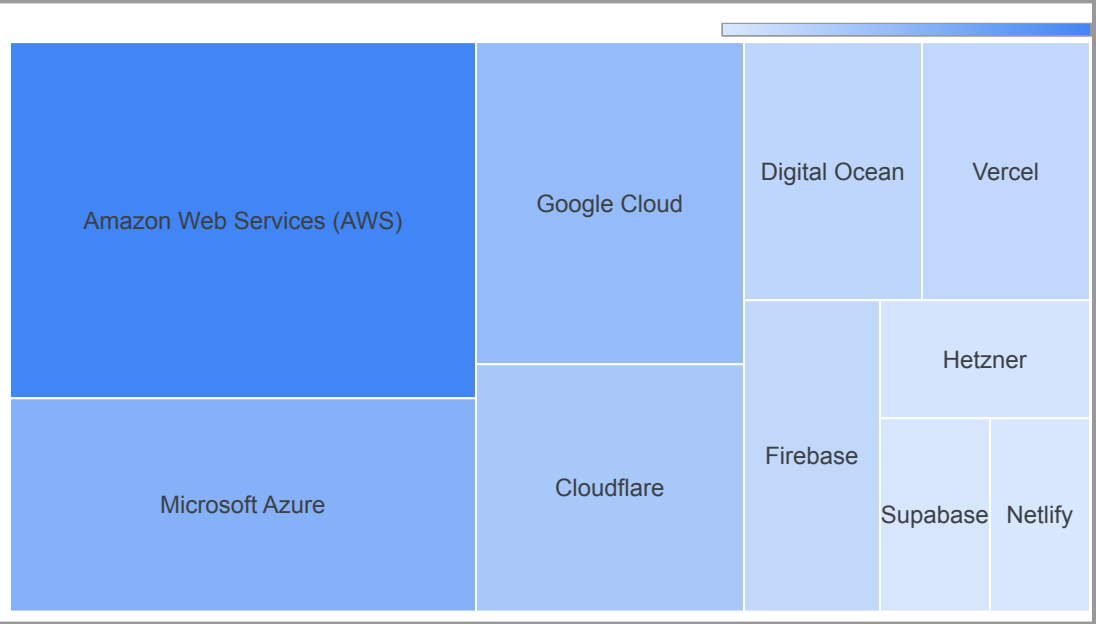 Amazon Web Services (AWS)
Microsoft Azure
Google Cloud
Cloudflare
Digital Ocean
Vercel
Firebase
Hetzner
Supabase
Netlify